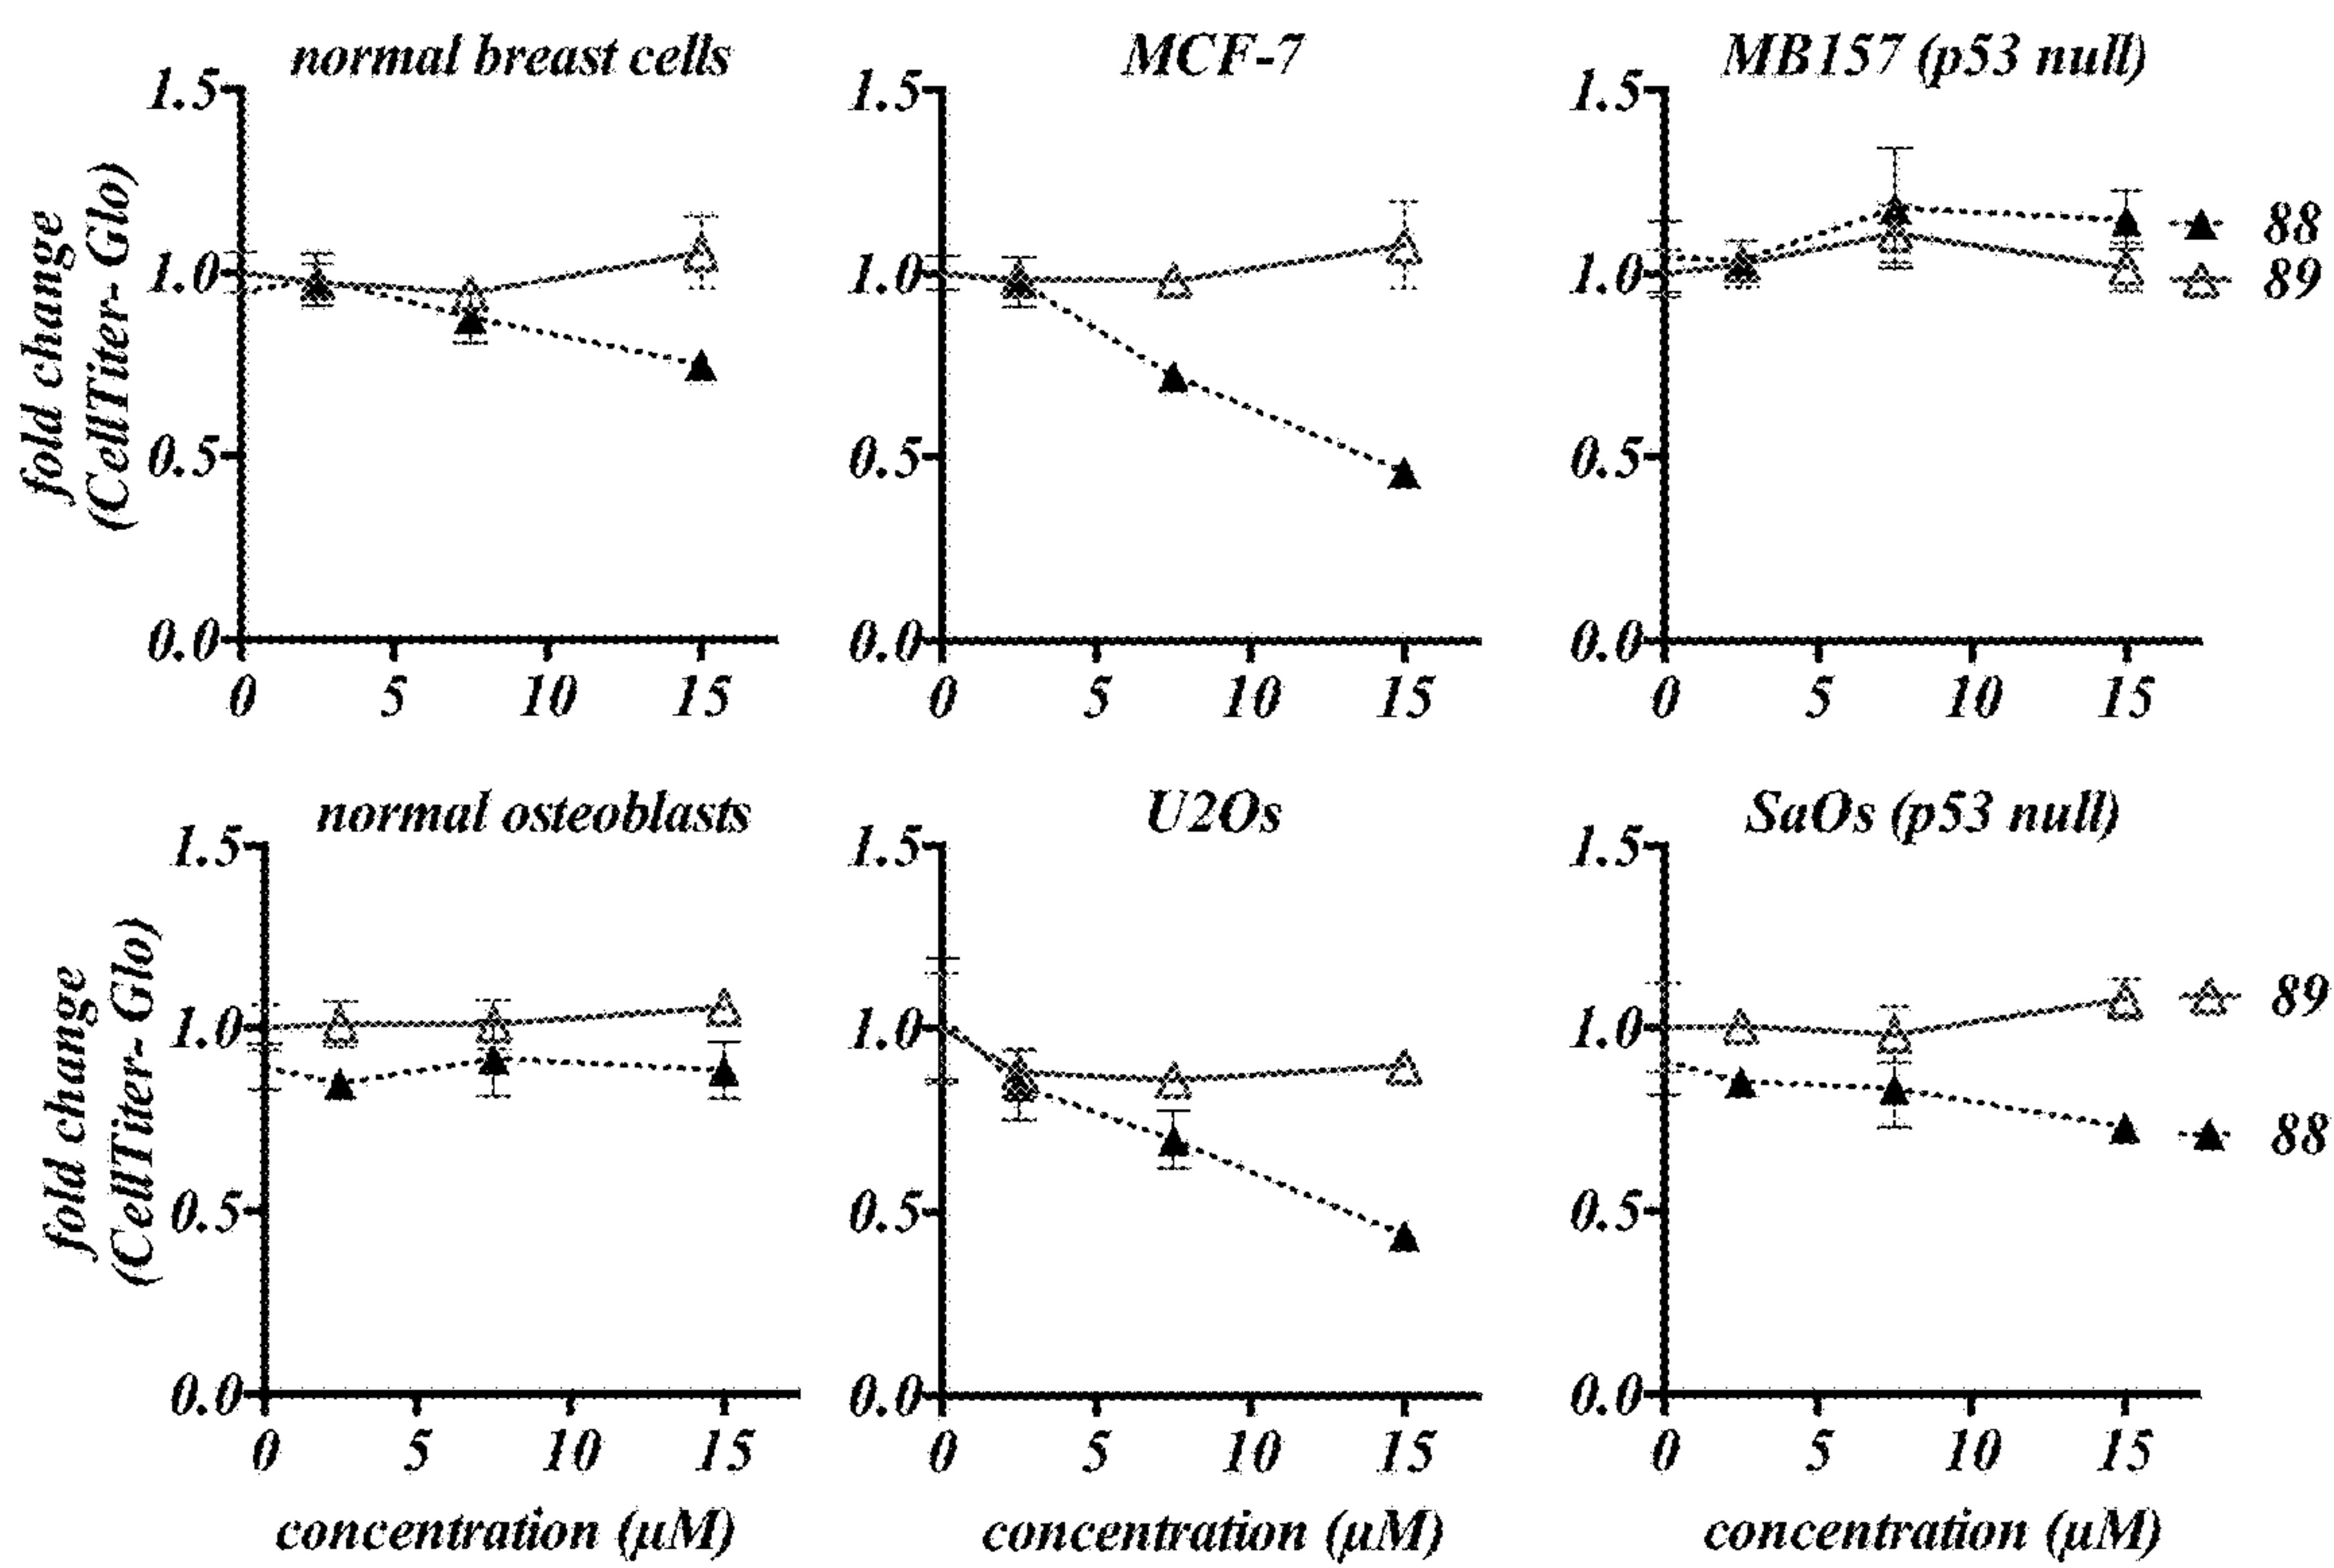 normal breast cells
fold change
(CellTiter- Glo)
1.5
1.0
0.5
0.0
0 5 10 15
MCF-7
1.5
1.0
0.5
0.0
0 5 10 15
MB157 (p53 null)
1.5
1.0
0.5
0.0
0 5 10 15
88
89
normal osteoblasts
fold change
(CellTiter- Glo)
1.5
1.0
0.5
0.0
0 5 10 15
concentration (µM)
U2Os
1.5
1.0
0.5
0.0
0 5 10 15
concentration (µM)
SaOs (p53 null)
1.5
1.0
0.5
0.0
0 5 10 15
concentration (µM)
89
88